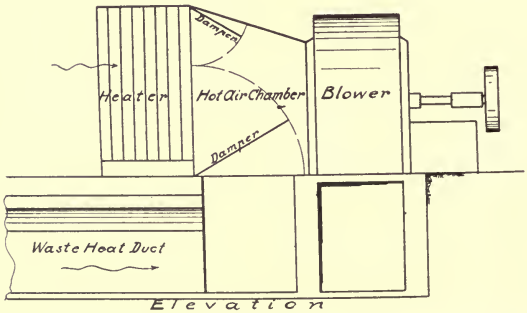 Damper
Heater
Hot Air Chamber
Blower
Damper
Waste Heat Duct
Elevation